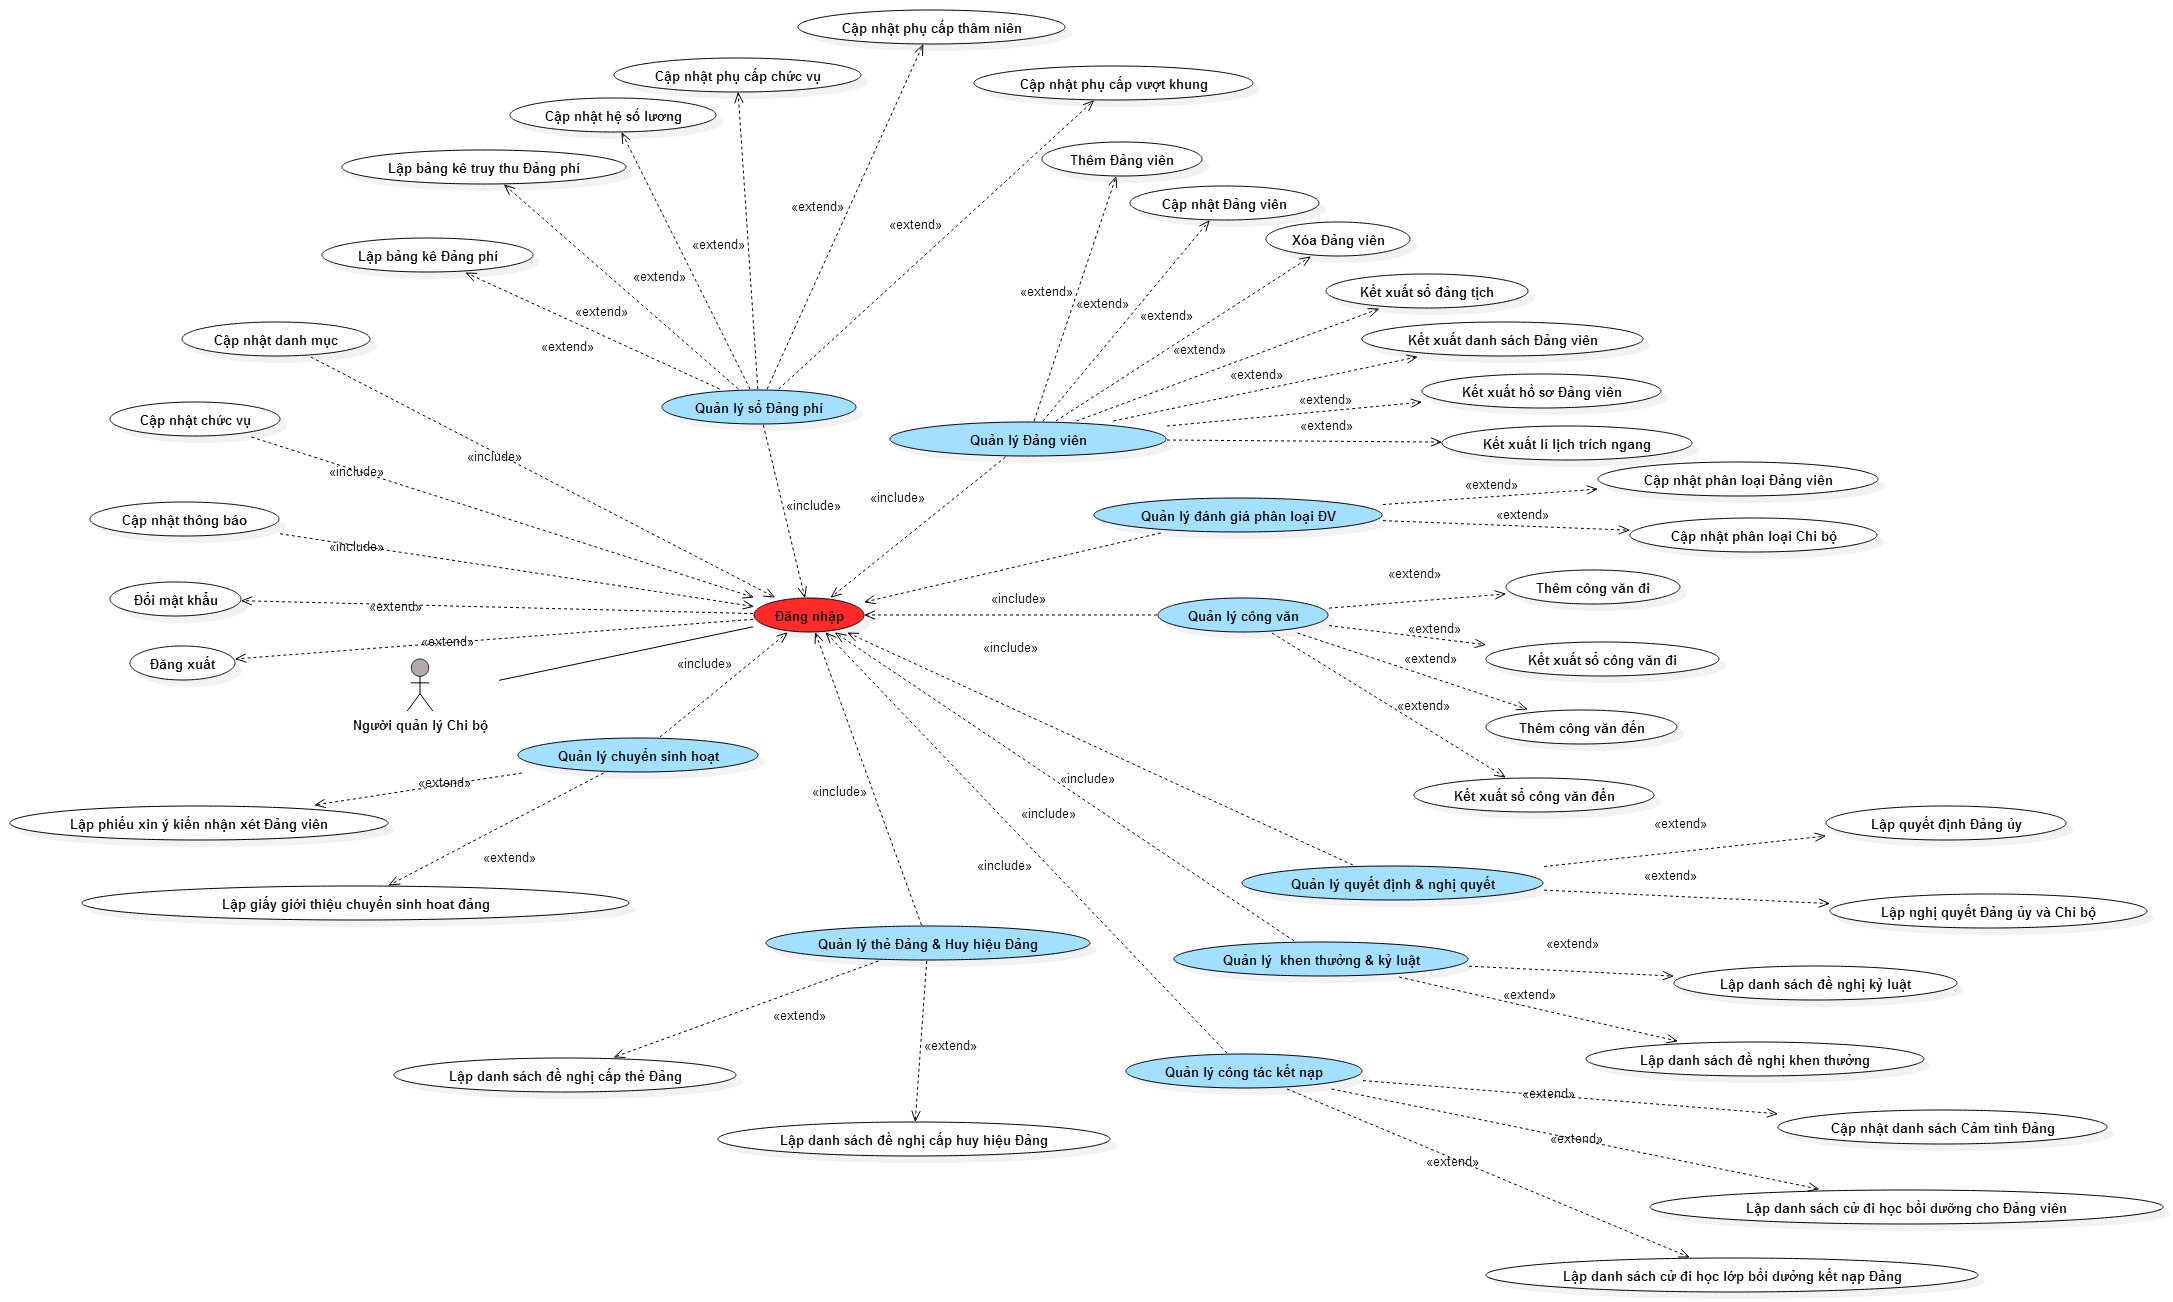 Cập nhật phụ cấp thâm niên
Cập nhật phụ cấp chức vụ
Cập nhật phụ cấp vượt khung
Cập nhật hệ số lương
Lập bảng kê truy thu Đảng phí
Thêm Đảng viên
Cập nhật Đảng viên
«extend»
«extend»
«extend»
Xóa Đảng viên
Lập bảng kê Đảng phí
«extend»
Kết xuất sổ đảng tịch
«extend»
«extend»
«extend»
«extend»
Cập nhật danh mục
Kết xuất danh sách Đảng viên
«extend»
«extend»
«extend»
Kết xuất hồ sơ Đảng viên
«extend»
Quản lý sổ Đảng phí
Cập nhật chức vụ
«extend»
Quản lý Đảng viên
Kết xuất lí lịch trích ngang
«include»
«include»
Cập nhật phân loại Đảng viên
«extend»
«include»
«include»
Quản lý đánh giá phân loại ĐV
«extend»
Cập nhật thông báo
Cập nhật phân loại Chi bộ
«include»
«extend»
Thêm công văn đi
Đổi mật khẩu
«extend»
«include»
Đăng nhập
Quản lý công văn
«extend»
«extend»
«include»
Đăng xuất
«include»
«extend»
Kết xuất sổ công văn đi
«extend»
Người quản lý Chi bộ
Thêm công văn đến
Quản lý chuyển sinh hoạt
«extend»
«include»
«include»
Kết xuất sổ công văn đến
«include»
Lập phiếu xin ý kiến nhận xét Đảng viên
«extend»
Lập quyết định Đảng ủy
«extend»
«include»
«extend»
Quản lý quyết định & nghị quyết
Lập giấy giới thiệu chuyển sinh hoat đảng
Lập nghị quyết Đảng ủy và Chi bộ
Quản lý thẻ Đảng & Huy hiệu Đảng
«extend»
Quản lý  khen thưởng & kỷ luật
Lập danh sách đề nghị kỷ luật
«extend»
«extend»
«extend»
Lập danh sách đề nghị khen thưởng
Quản lý công tác kết nạp
Lập danh sách đề nghị cấp thẻ Đảng
«extend»
Cập nhật danh sách Cảm tình Đảng
Lập danh sách đề nghị cấp huy hiệu Đảng
«extend»
«extend»
Lập danh sách cử đi học bồi dưỡng cho Đảng viên
Lập danh sách cử đi học lớp bồi dưởng kết nạp Đảng